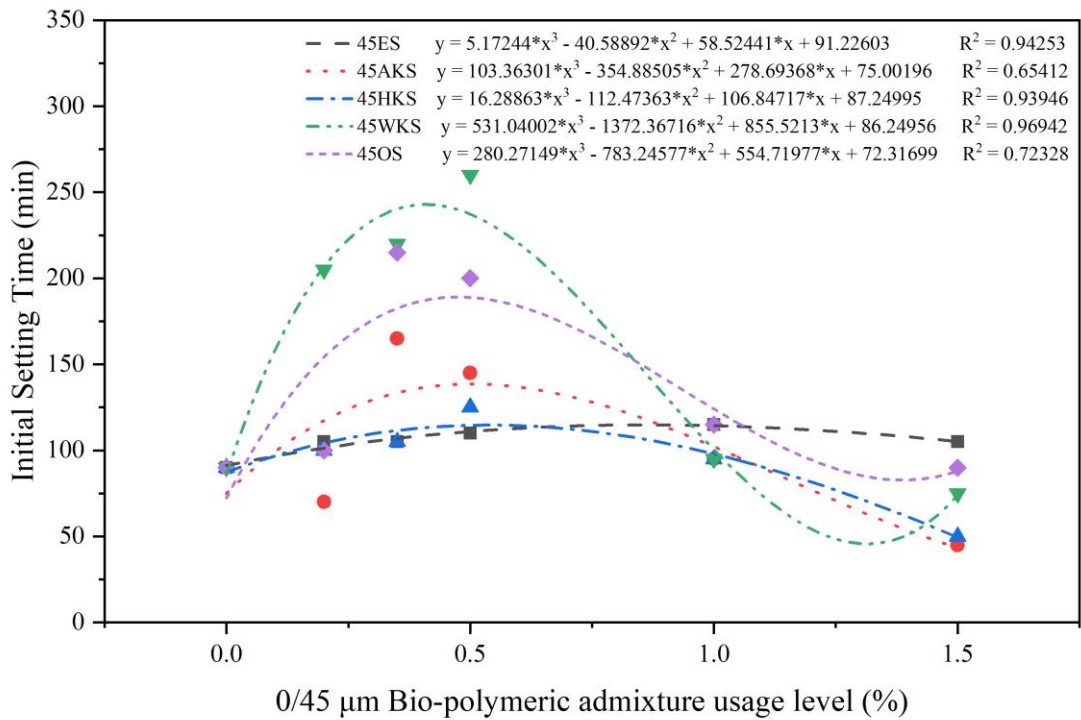 350
300
250
200
150
100
50
0
Initial Setting Time (min)
45ES y = 5.17244*x³ - 40.58892*x² + 58.52441*x + 91.22603 R² = 0.94253
45AKS y = 103.36301*x³ - 354.88505*x² + 278.69368*x + 75.00196 R² = 0.65412
45HKS y = 16.28863*x³ - 112.47363*x² + 106.84717*x + 87.24995 R² = 0.93946
45WKS y = 531.04002*x³ - 1372.36716*x² + 855.5213*x + 86.24956 R² = 0.96942
45OS y = 280.27149*x³ - 783.24577*x² + 554.71977*x + 72.31699 R² = 0.72328
0.0 0.5 1.0 1.5
0/45 μm Bio-polymeric admixture usage level (%)